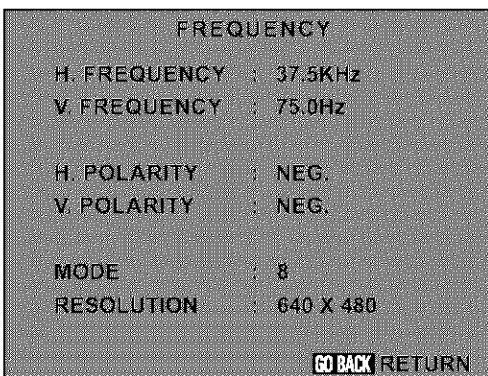 FREQUENCY
H. FREQUENCY : 37.5KHz
V. FREQUENCY : 75.0Hz
H. POLARITY : NEG.
V. POLARITY : NEG.
MODE : 8
RESOLUTION : 640 X 480
GO BACK RETURN